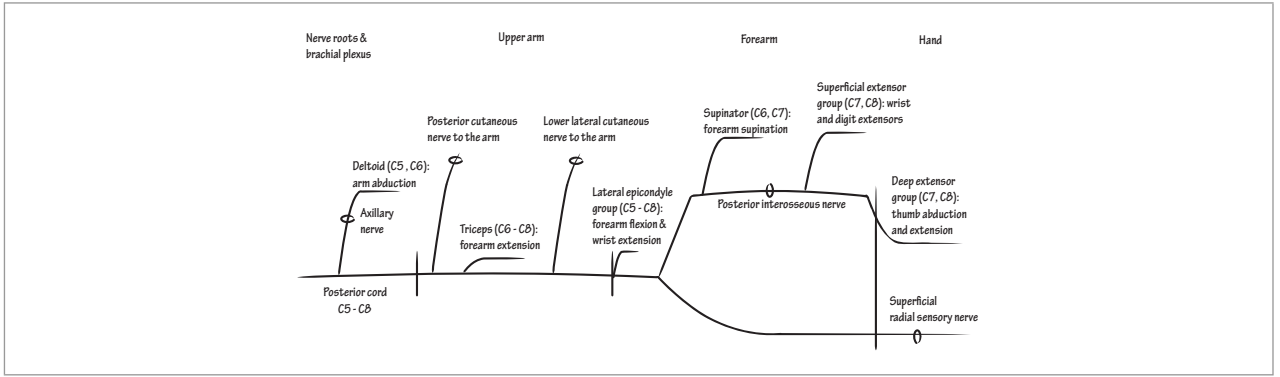 Nerve roots &
brachial plexus
Upper arm
Forearm
Hand
Deltoid (C5, C6):
arm abduction
Axillary
nerve
Posterior cord
C5 - C8
Posterior cutaneous
nerve to the arm
Triceps (C6 - C8):
forearm extension
Lower lateral cutaneous
nerve to the arm
Lateral epicondyle
group (C5 - C8):
forearm flexion &
wrist extension
Supinator (C6, C7):
forearm supination
Superficial extensor
group (C7, C8): wrist
and digit extensors
Posterior interosseous nerve
Deep extensor
group (C7, C8):
thumb abduction
and extension
Superficial
radial sensory nerve